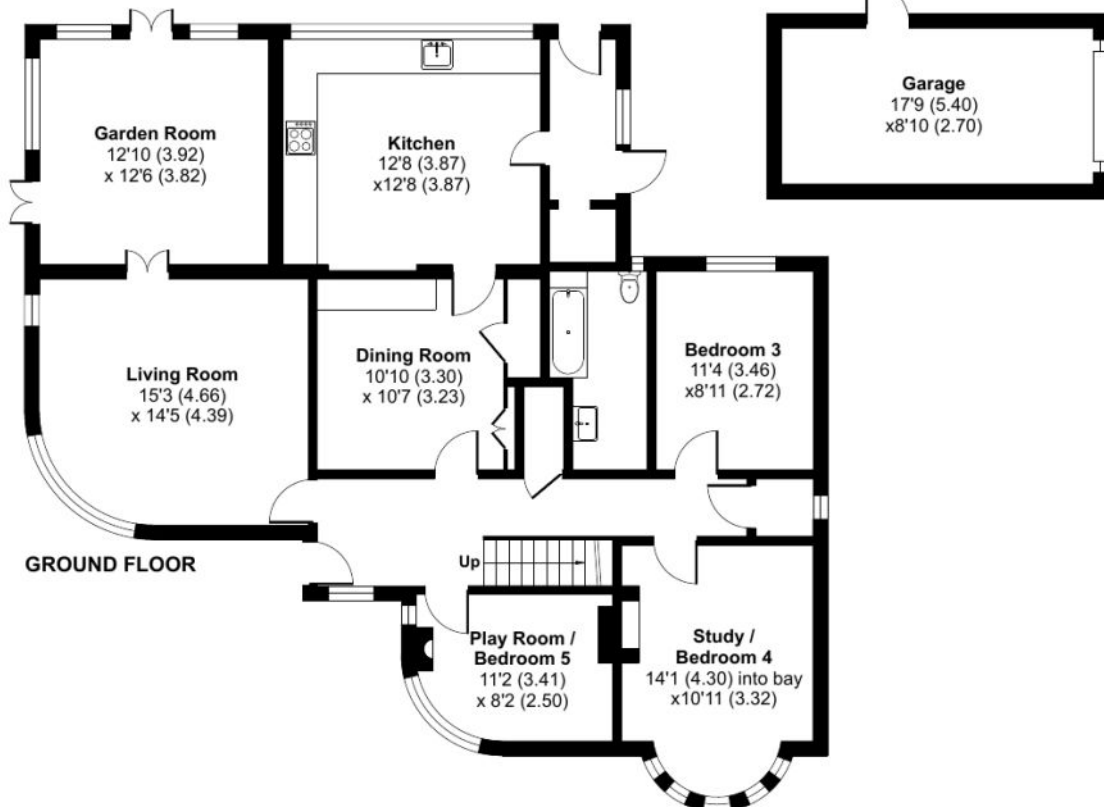 Garage
17'9 (5.40)
x8'10 (2.70)
Garden Room
12'10 (3.92)
x 12'6 (3.82)
Kitchen
12'8 (3.87)
x12'8 (3.87)
Living Room
15'3 (4.66)
x 14'5 (4.39)
Dining Room
10'10 (3.30)
x 10'7 (3.23)
Bedroom 3
11'4 (3.46)
x8'11 (2.72)
GROUND FLOOR
Up
Play Room /
Bedroom 5
11'2 (3.41)
x 8'2 (2.50)
Study /
Bedroom 4
14'1 (4.30) into bay
x10'11 (3.32)